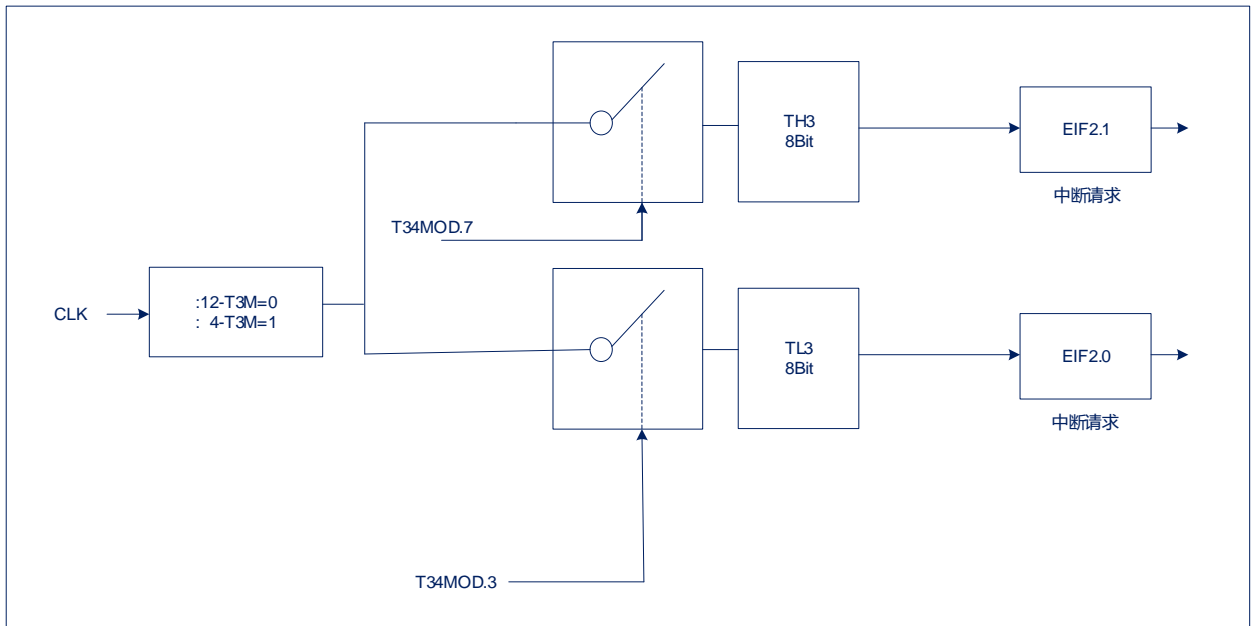 TH3
8Bit
EIF2.1
中断请求
T34MOD.7
CLK
:12-T3M=0
: 4-T3M=1
TL3
8Bit
EIF2.0
中断请求
T34MOD.3